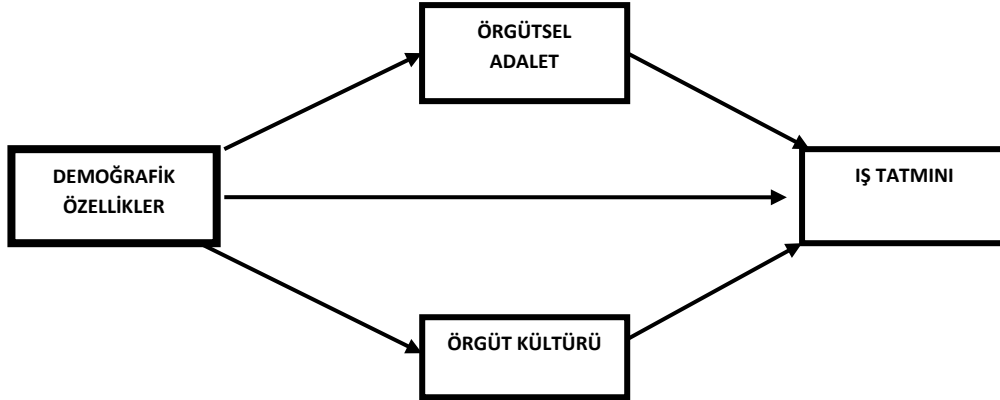 ÖRGÜTSEL
ADALET
DEMOĞRAFİK
ÖZELLİKLER
IŞ TATMINI
ÖRGÜT KÜLTÜRÜ